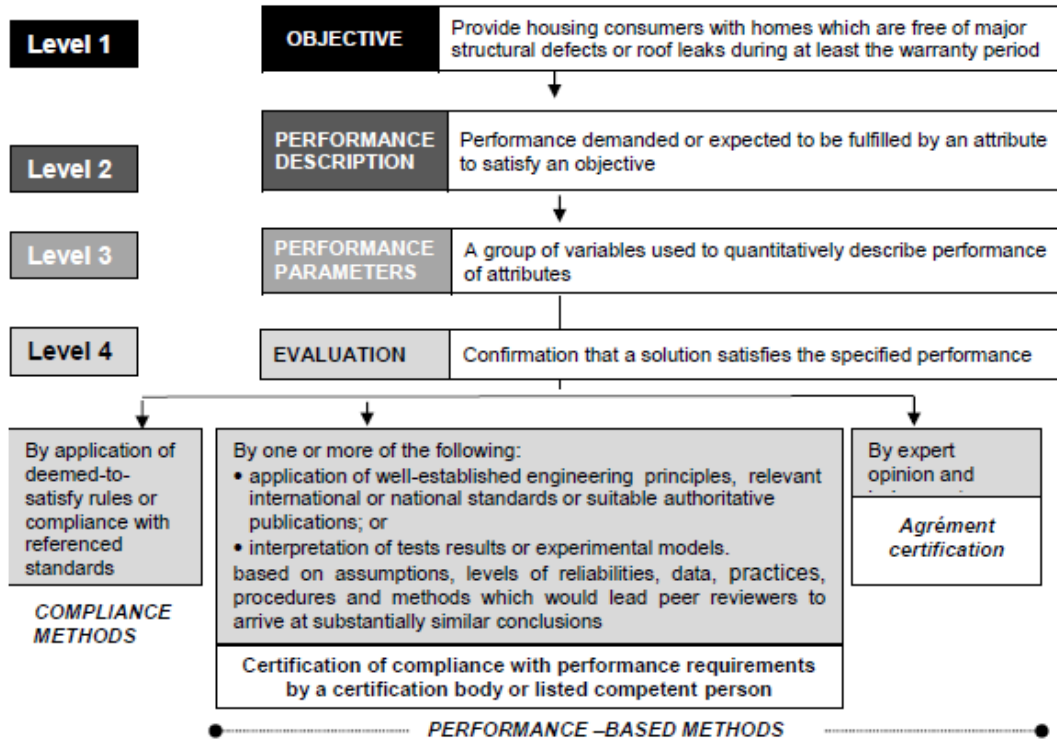 Level 1
OBJECTIVE
Provide housing consumers with homes which are free of major
structural defects or roof leaks during at least the warranty period
Level 2
PERFORMANCE
DESCRIPTION
Performance demanded or expected to be fulfilled by an attribute
to satisfy an objective
Level 3
PERFORMANCE
PARAMETERS
A group of variables used to quantitatively describe performance
of attributes
Level 4
EVALUATION
Confirmation that a solution satisfies the specified performance
By application of
deemed-to-
satisfy rules or
compliance with
referenced
standards
COMPLIANCE
METHODS
By one or more of the following:
• application of well-established engineering principles, relevant
international or national standards or suitable authoritative
publications; or
• interpretation of tests results or experimental models.
based on assumptions, levels of reliabilities, data, practices,
procedures and methods which would lead peer reviewers to
arrive at substantially similar conclusions
Certification of compliance with performance requirements
by a certification body or listed competent person
By expert
opinion and
Agrément
certification
PERFORMANCE –BASED METHODS